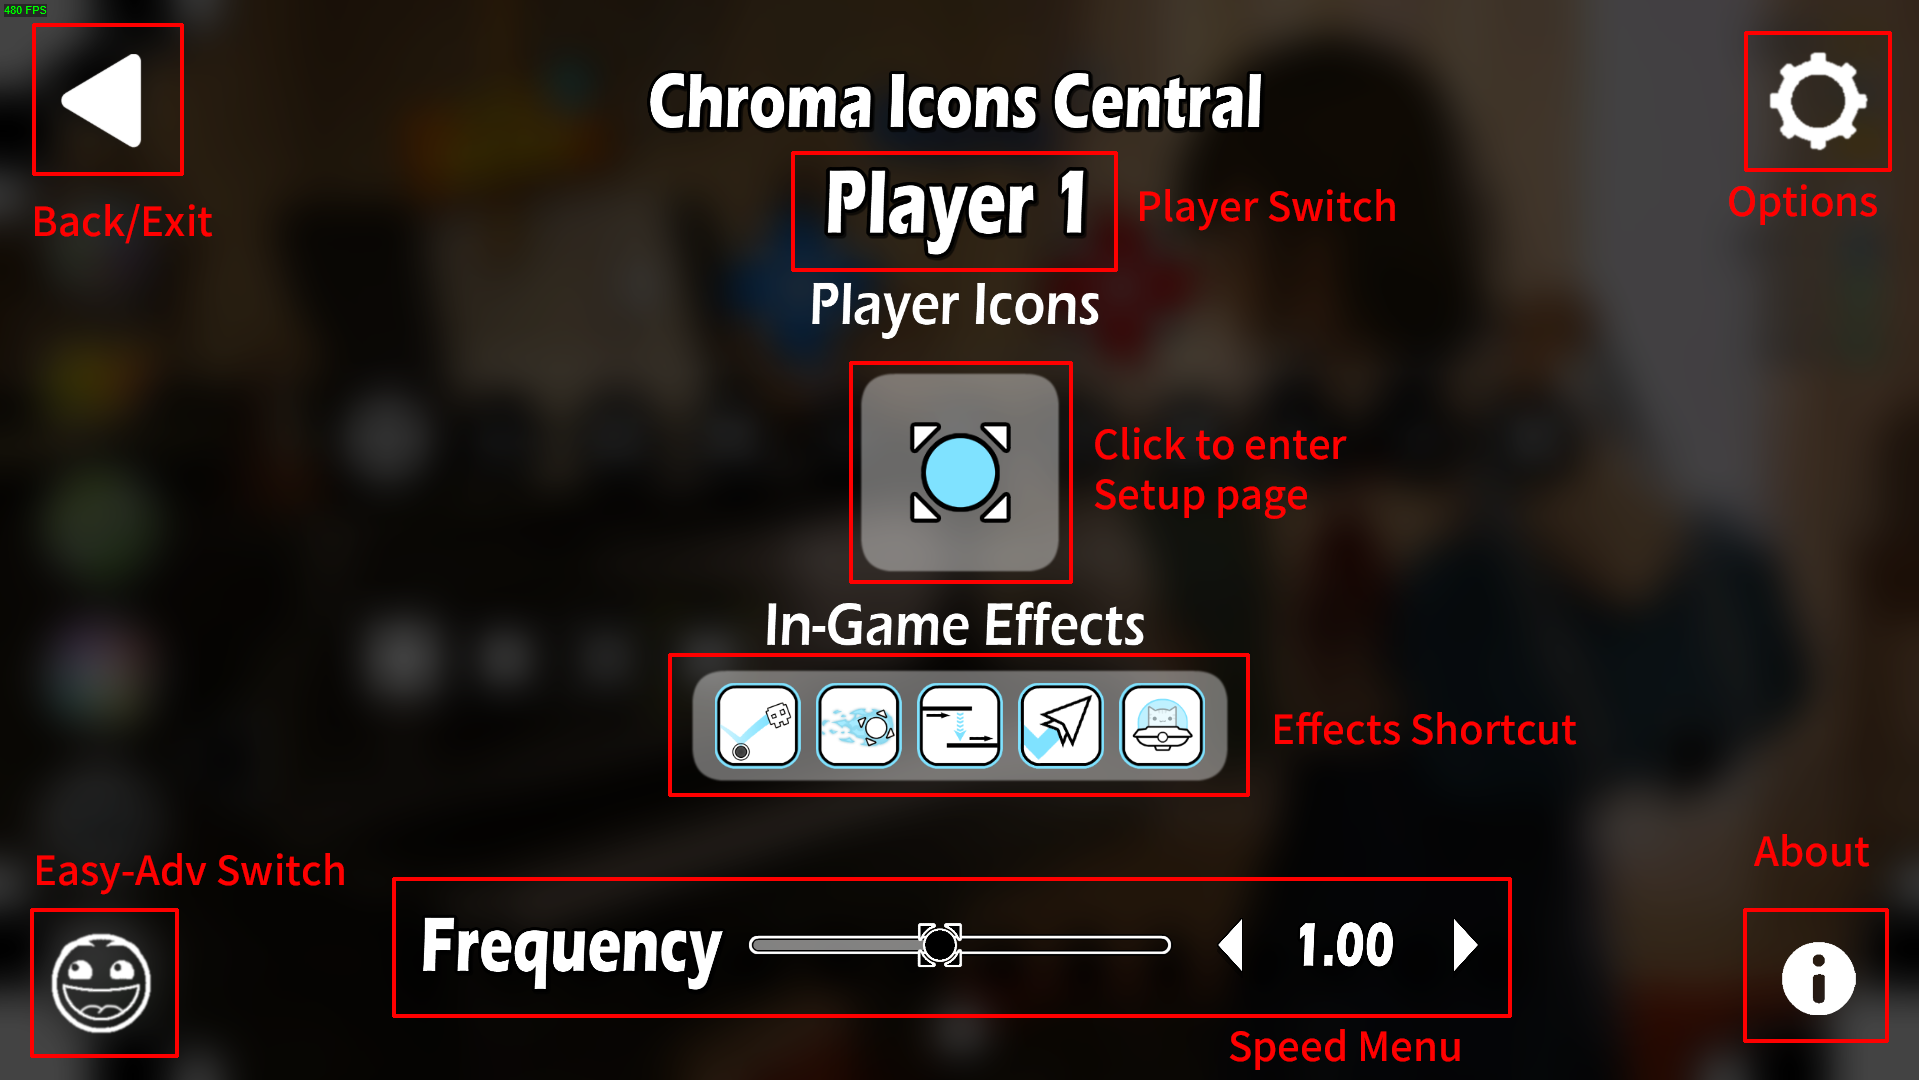 480 FPS
Chroma Icons Central
Player 1
Player Switch
Options
Back/Exit
Player Icons
Click to enter
Setup page
In-Game Effects
Effects Shortcut
Easy-Adv Switch
About
Frequency
1.00
Speed Menu